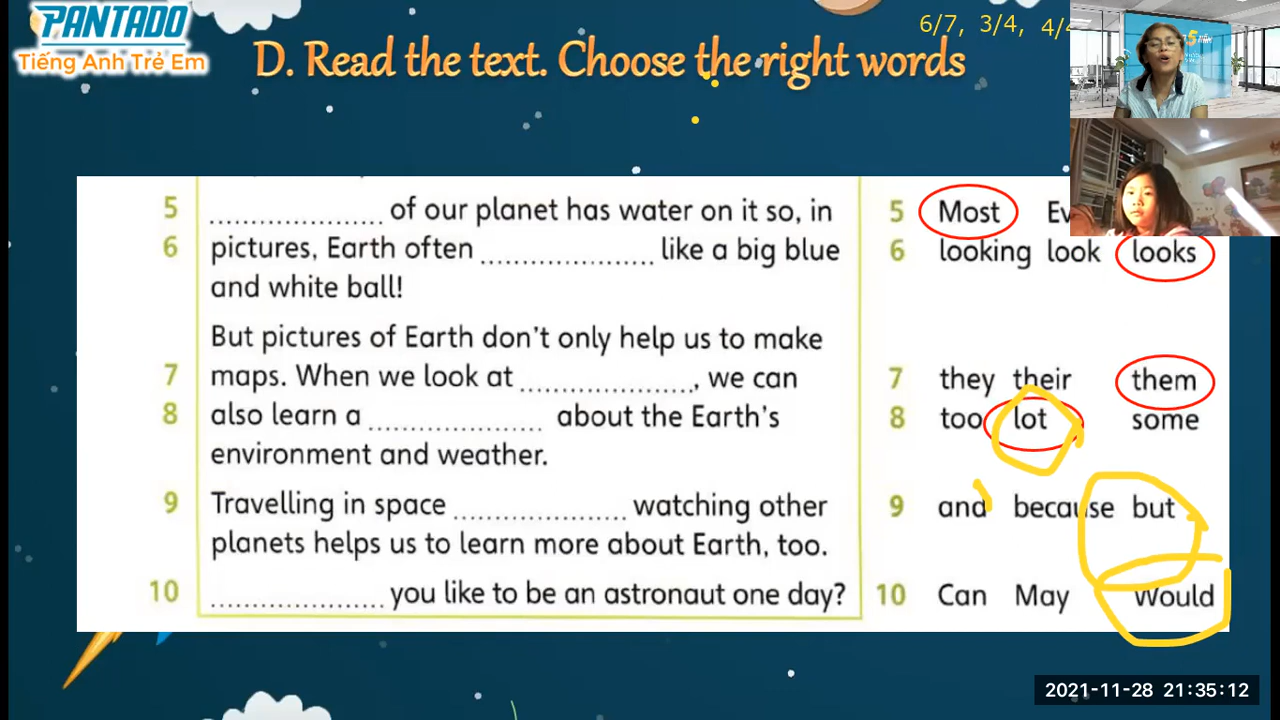 PANTADO
Tiếng Anh Trẻ Em
6/7, 3/4,
D. Read the text. Choose the right words
5 .................... of our planet has water on it so, in
6 pictures, Earth often .................... like a big blue
and white ball!
But pictures of Earth don't only help us to make
7 maps. When we look at ...................., we can
8 also learn a .................... about the Earth's
environment and weather.
9 Travelling in space .................... watching other
planets helps us to learn more about Earth, too.
10 .................... you like to be an astronaut one day?
5 Most
6 looking look looks
7 they their them
8 too lot some
9 and because but
10 Can May Would
2021-11-28 21:35:12